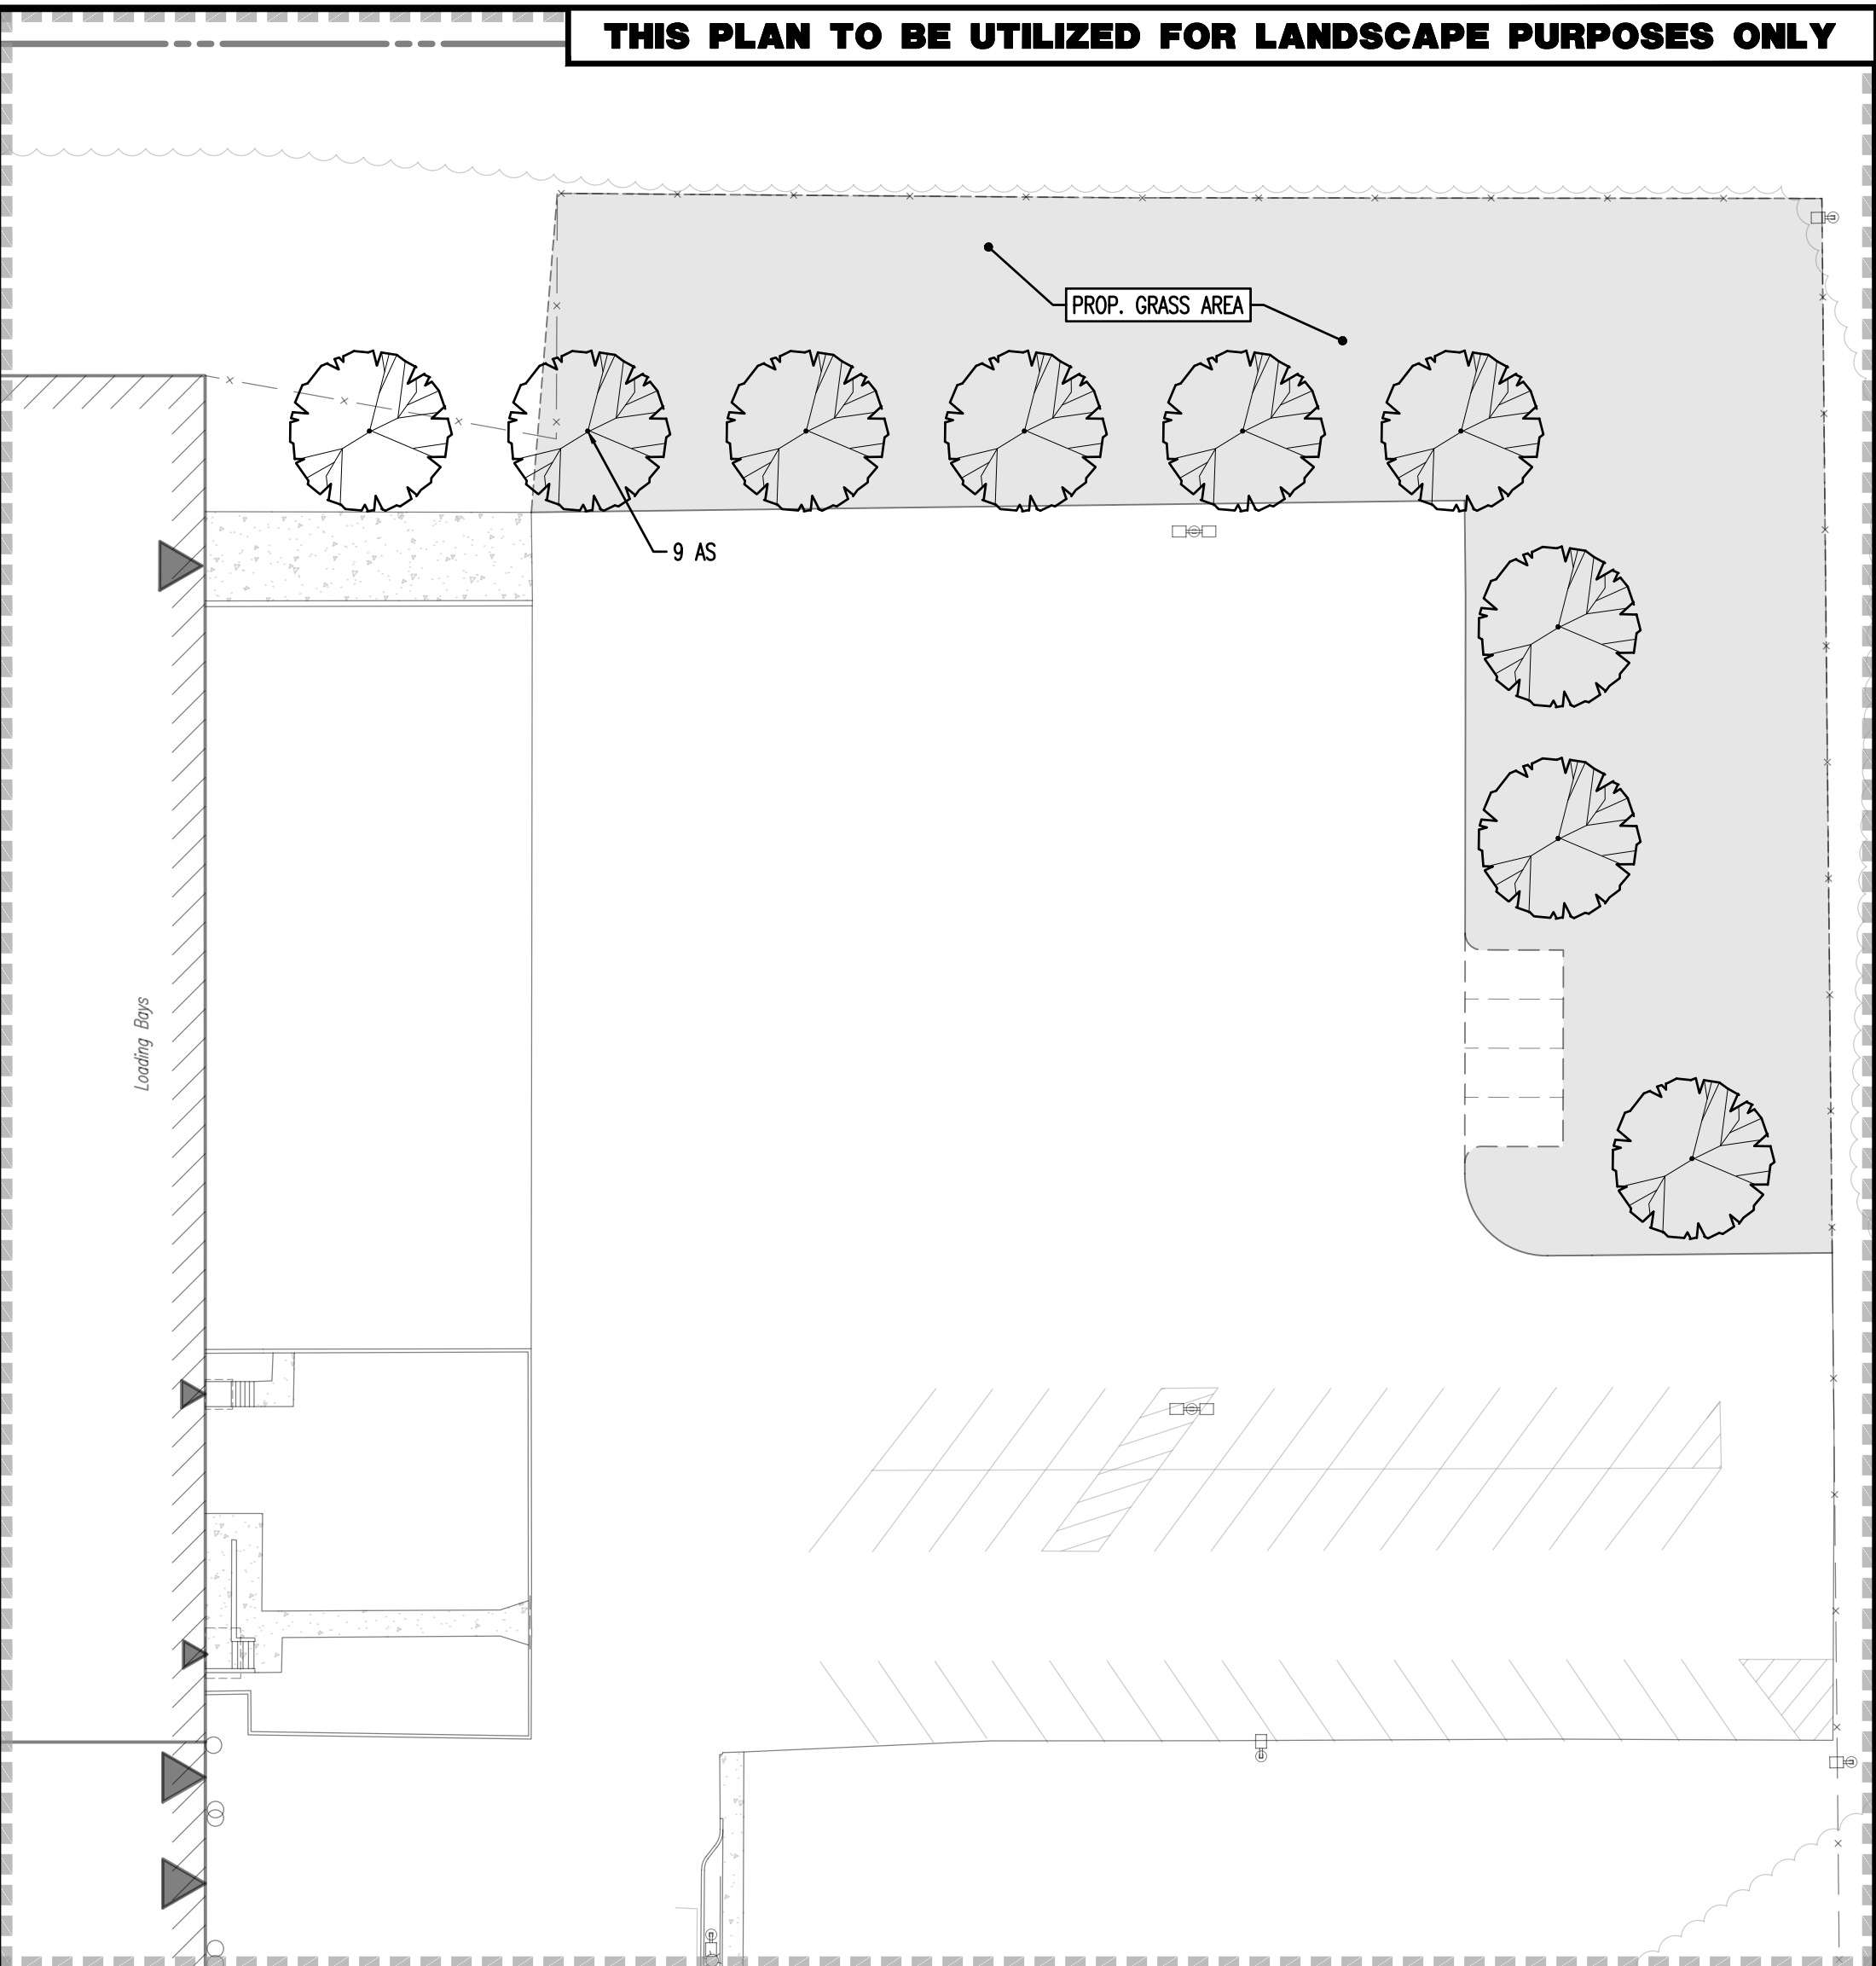 THIS PLAN TO BE UTILIZED FOR LANDSCAPE PURPOSES ONLY
PROP. GRASS AREA
9 AS
Loading Bays